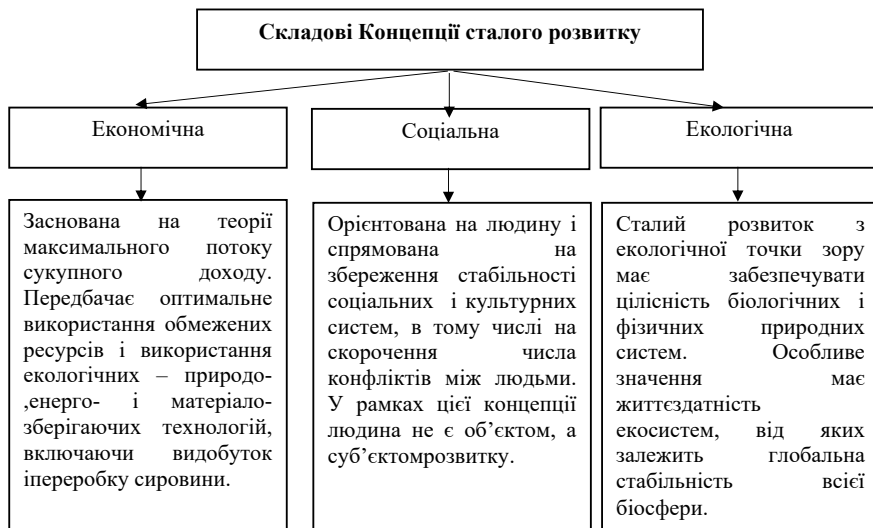 Складові Концепції сталого розвитку
Економічна
Соціальна
Екологічна
Заснована на теорії
максимального потоку
сукупного доходу.
Передбачає оптимальне
використання обмежених
ресурсів і використання
екологічних – природо-
,енерго- і матеріало-
зберігаючих технологій,
включаючи видобуток
іпереробку сировини.
Орієнтована на людину і
спрямована на
збереження стабільності
соціальних і культурних
систем, в тому числі на
скорочення числа
конфліктів між людьми.
У рамках цієї концепції
людина не є об’єктом, а
суб’єктомрозвитку.
Сталий розвиток з
екологічної точки зору
має забезпечувати
цілісність біологічних і
фізичних природних
систем. Особливе
значення має
життєздатність
екосистем, від яких
залежить глобальна
стабільність всієї
біосфери.